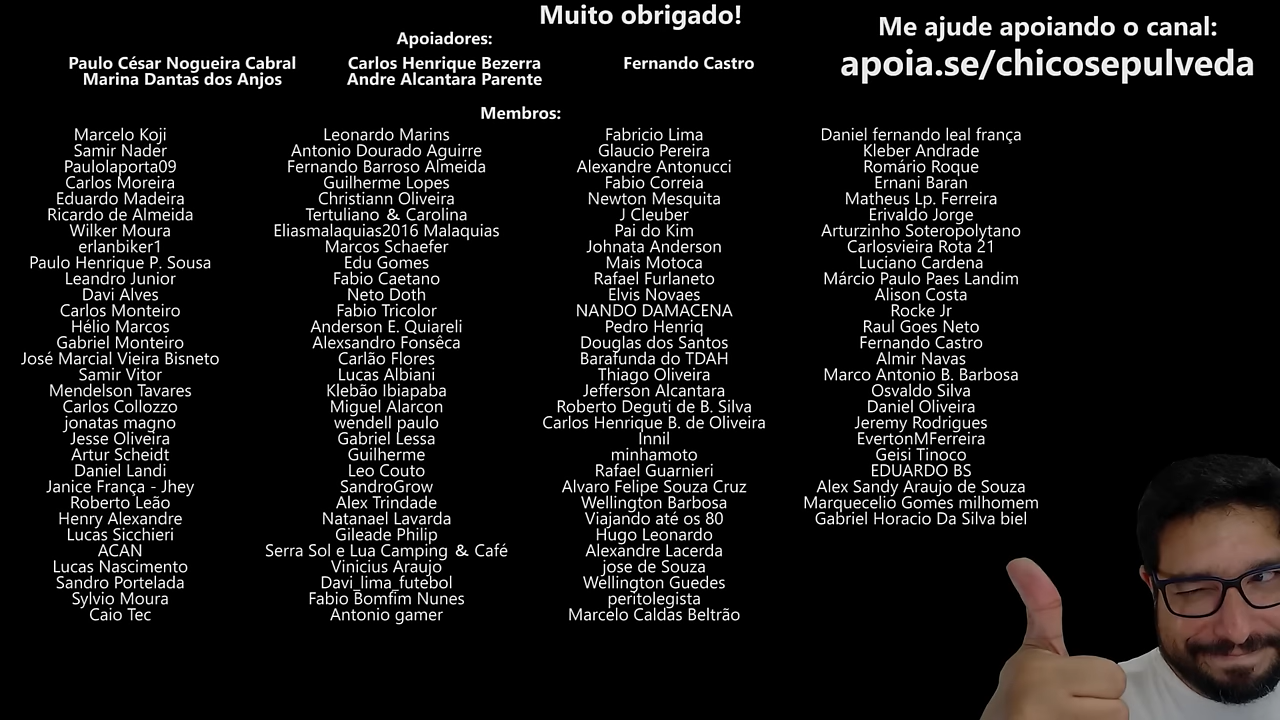 Muito obrigado!
Apoiadores:
Paulo César Nogueira Cabral
Marina Dantas dos Anjos
Carlos Henrique Bezerra
Andre Alcantara Parente
Fernando Castro
Me ajude apoiando o canal:
apoia.se/chicosepulveda
Membros:
Marcelo Koji
Samir Nader
Paulolaporta09
Carlos Moreira
Eduardo Madeira
Ricardo de Almeida
Wilker Moura
erlanbiker1
Paulo Henrique P. Sousa
Leandro Junior
Davi Alves
Carlos Monteiro
Hélio Marcos
Gabriel Monteiro
José Marcial Vieira Bisneto
Samir Vitor
Mendelson Tavares
Carlos Collozzo
jonatas magno
Jesse Oliveira
Artur Scheidt
Daniel Landi
Janice França - Jhey
Roberto Leão
Henry Alexandre
Lucas Sicchieri
ACAN
Lucas Nascimento
Sandro Portelada
Sylvio Moura
Caio Tec
Leonardo Marins
Antonio Dourado Aguirre
Fernando Barroso Almeida
Guilherme Lopes
Christiann Oliveira
Tertuliano & Carolina
Eliasmalaquias2016 Malaquias
Marcos Schaefer
Edu Gomes
Fabio Caetano
Neto Doth
Fabio Tricolor
Anderson E. Quiareli
Alexsandro Fonsêca
Carlão Flores
Lucas Albiani
Klebão Ibiapaba
Miguel Alarcon
wendell paulo
Gabriel Lessa
Guilherme
Leo Couto
SandroGrow
Alex Trindade
Natanael Lavarda
Gileade Philip
Serra Sol e Lua Camping & Café
Vinicius Araujo
Davi_lima_futebol
Fabio Bomfim Nunes
Antonio gamer
Fabricio Lima
Glaucio Pereira
Alexandre Antonucci
Fabio Correia
Newton Mesquita
J Cleuber
Pai do Kim
Johnata Anderson
Mais Motoca
Rafael Furlaneto
Elvis Novaes
NANDO DAMACENA
Pedro Henriq
Douglas dos Santos
Barafunda do TDAH
Thiago Oliveira
Jefferson Alcantara
Roberto Deguti de B. Silva
Carlos Henrique B. de Oliveira
Innil
minhamoto
Rafael Guarnieri
Alvaro Felipe Souza Cruz
Wellington Barbosa
Viajando até os 80
Hugo Leonardo
Alexandre Lacerda
jose de Souza
Wellington Guedes
peritolegista
Marcelo Caldas Beltrão
Daniel fernando leal frança
Kleber Andrade
Romário Roque
Ernani Baran
Matheus Lp. Ferreira
Erivaldo Jorge
Arturzinho Soteropolytano
Carlosvieira Rota 21
Luciano Cardena
Márcio Paulo Paes Landim
Alison Costa
Rocke Jr
Raul Goes Neto
Fernando Castro
Almir Navas
Marco Antonio B. Barbosa
Osvaldo Silva
Daniel Oliveira
Jeremy Rodrigues
EvertonMFerreira
Geisi Tinoco
EDUARDO BS
Alex Sandy Araujo de Souza
Marquecelio Gomes milhomem
Gabriel Horacio Da Silva biel